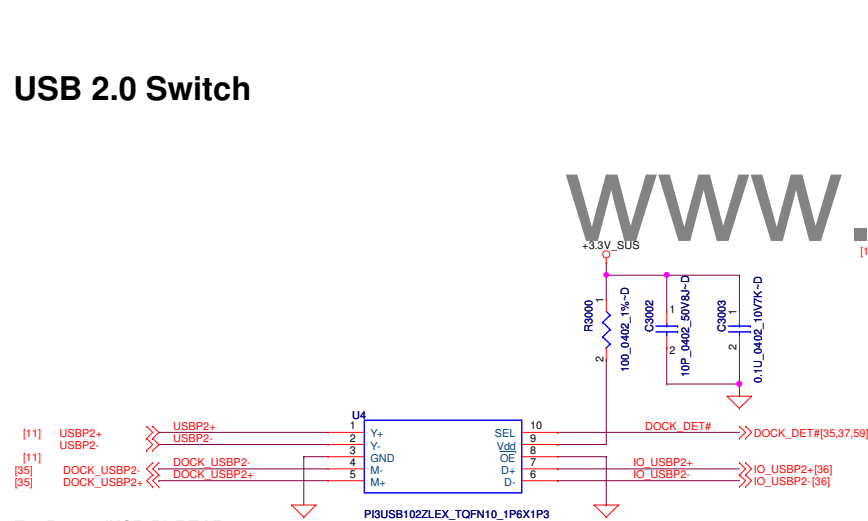 USB 2.0 Switch
www.
+3.3V_SUS
[1
R3000
1
2
100_0402_1%~D
C3002
1
2
10P_0402_50V8J~D
C3003
1
2
0.1U_0402_10V7K~D
U4
[11] USBP2+ USBP2+ 1 Y+ SEL 10 DOCK_DET# DOCK_DET#[35,37,59]
USBP2- USBP2- 2 Y- Vdd 9
[11] 3 GND OE 8
[35] DOCK_USBP2- DOCK_USBP2- 4 M- D+ 7 IO_USBP2+ IO_USBP2+[36]
[35] DOCK_USBP2+ DOCK_USBP2+ 5 M+ D- 6 IO_USBP2- IO_USBP2-[36]
PI3USB102ZLEX_TQFN10_1P6X1P3